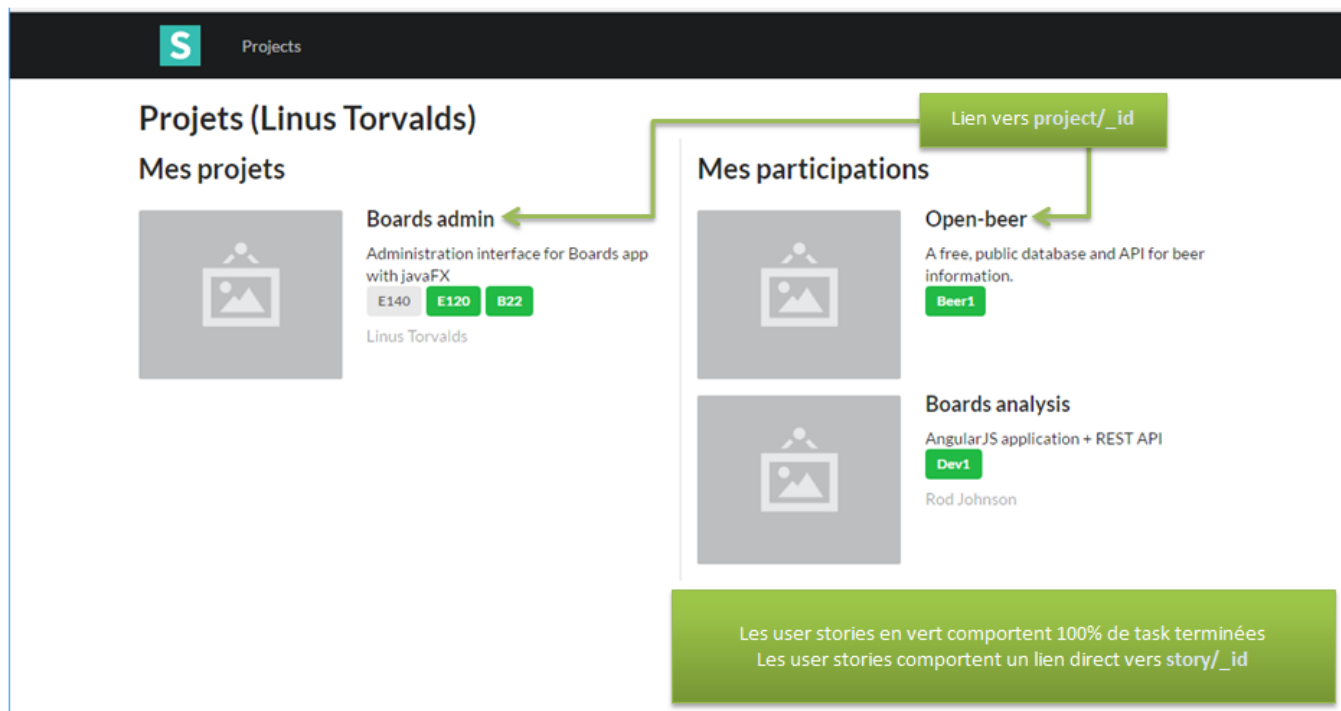 S
Projects
Projets (Linus Torvalds)
Lien vers project/_id
Mes projets
Boards admin
Administration interface for Boards app
with javaFX
E140 E120 B22
Linus Torvalds
Mes participations
Open-beer
A free, public database and API for beer
information.
Beer1
Boards analysis
AngularJS application + REST API
Dev1
Rod Johnson
Les user stories en vert comportent 100% de task terminées
Les user stories comportent un lien direct vers story/_id